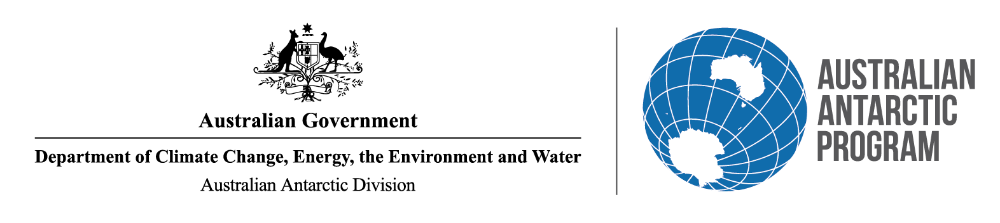 Australian Government
Department of Climate Change, Energy, the Environment and Water
Australian Antarctic Division
AUSTRALIAN
ANTARCTIC
PROGRAM